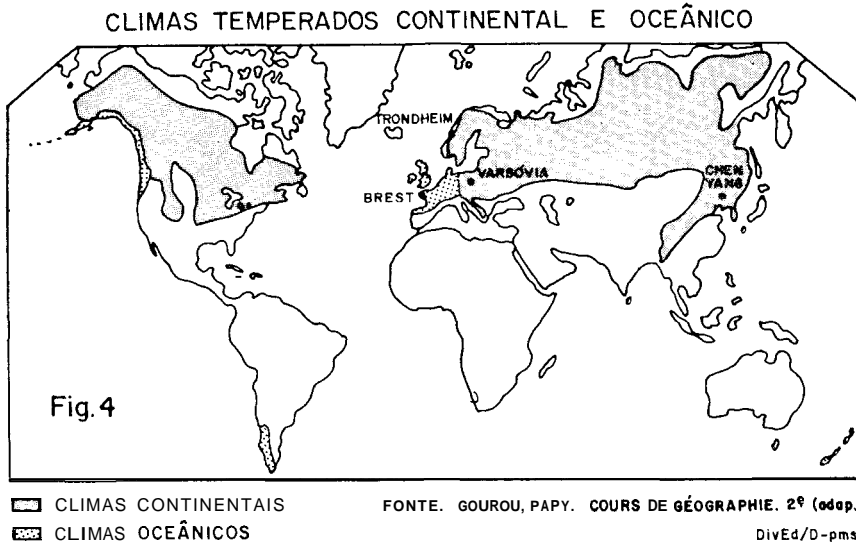 CLIMAS TEMPERADOS CONTINENTAL E OCEÂNICO
TRONDHEIM
VARSÓVIA
CHEN
YANG
BREST
Fig. 4
CLIMAS CONTINENTAIS
FONTE. GOUROU, PAPY. COURS DE GÉOGRAPHIE. 2º (adap.
CLIMAS OCEÂNICOS
DivEd/D-pms